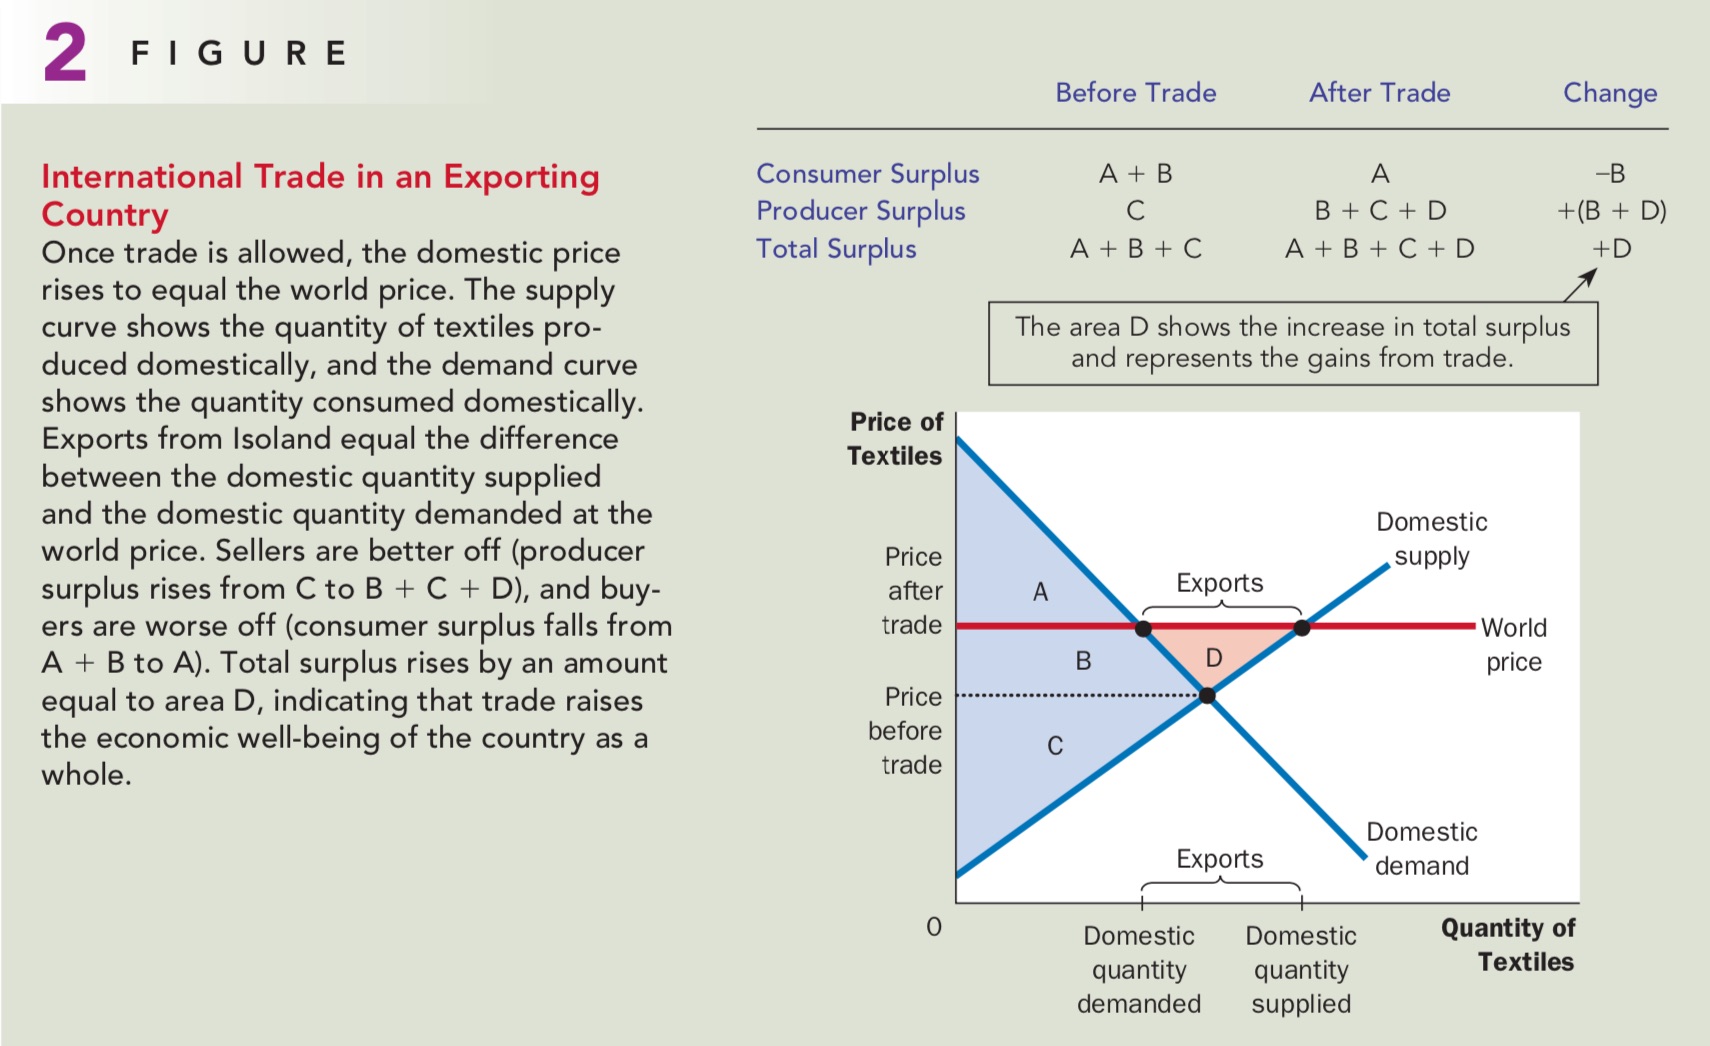 2 FIGURE
International Trade in an Exporting
Country
Once trade is allowed, the domestic price
rises to equal the world price. The supply
curve shows the quantity of textiles pro-
duced domestically, and the demand curve
shows the quantity consumed domestically.
Exports from Isoland equal the difference
between the domestic quantity supplied
and the domestic quantity demanded at the
world price. Sellers are better off (producer
surplus rises from C to B + C + D), and buy-
ers are worse off (consumer surplus falls from
A + B to A). Total surplus rises by an amount
equal to area D, indicating that trade raises
the economic well-being of the country as a
whole.
Before Trade After Trade Change
Consumer Surplus A + B A –B
Producer Surplus C B + C + D +(B + D)
Total Surplus A + B + C A + B + C + D +D
The area D shows the increase in total surplus
and represents the gains from trade.
Price of
Textiles
Price
after
trade
Price
before
trade
A
B
C
D
Exports
Domestic
supply
World
price
Domestic
demand
Exports
0
Domestic
quantity
demanded
Domestic
quantity
supplied
Quantity of
Textiles